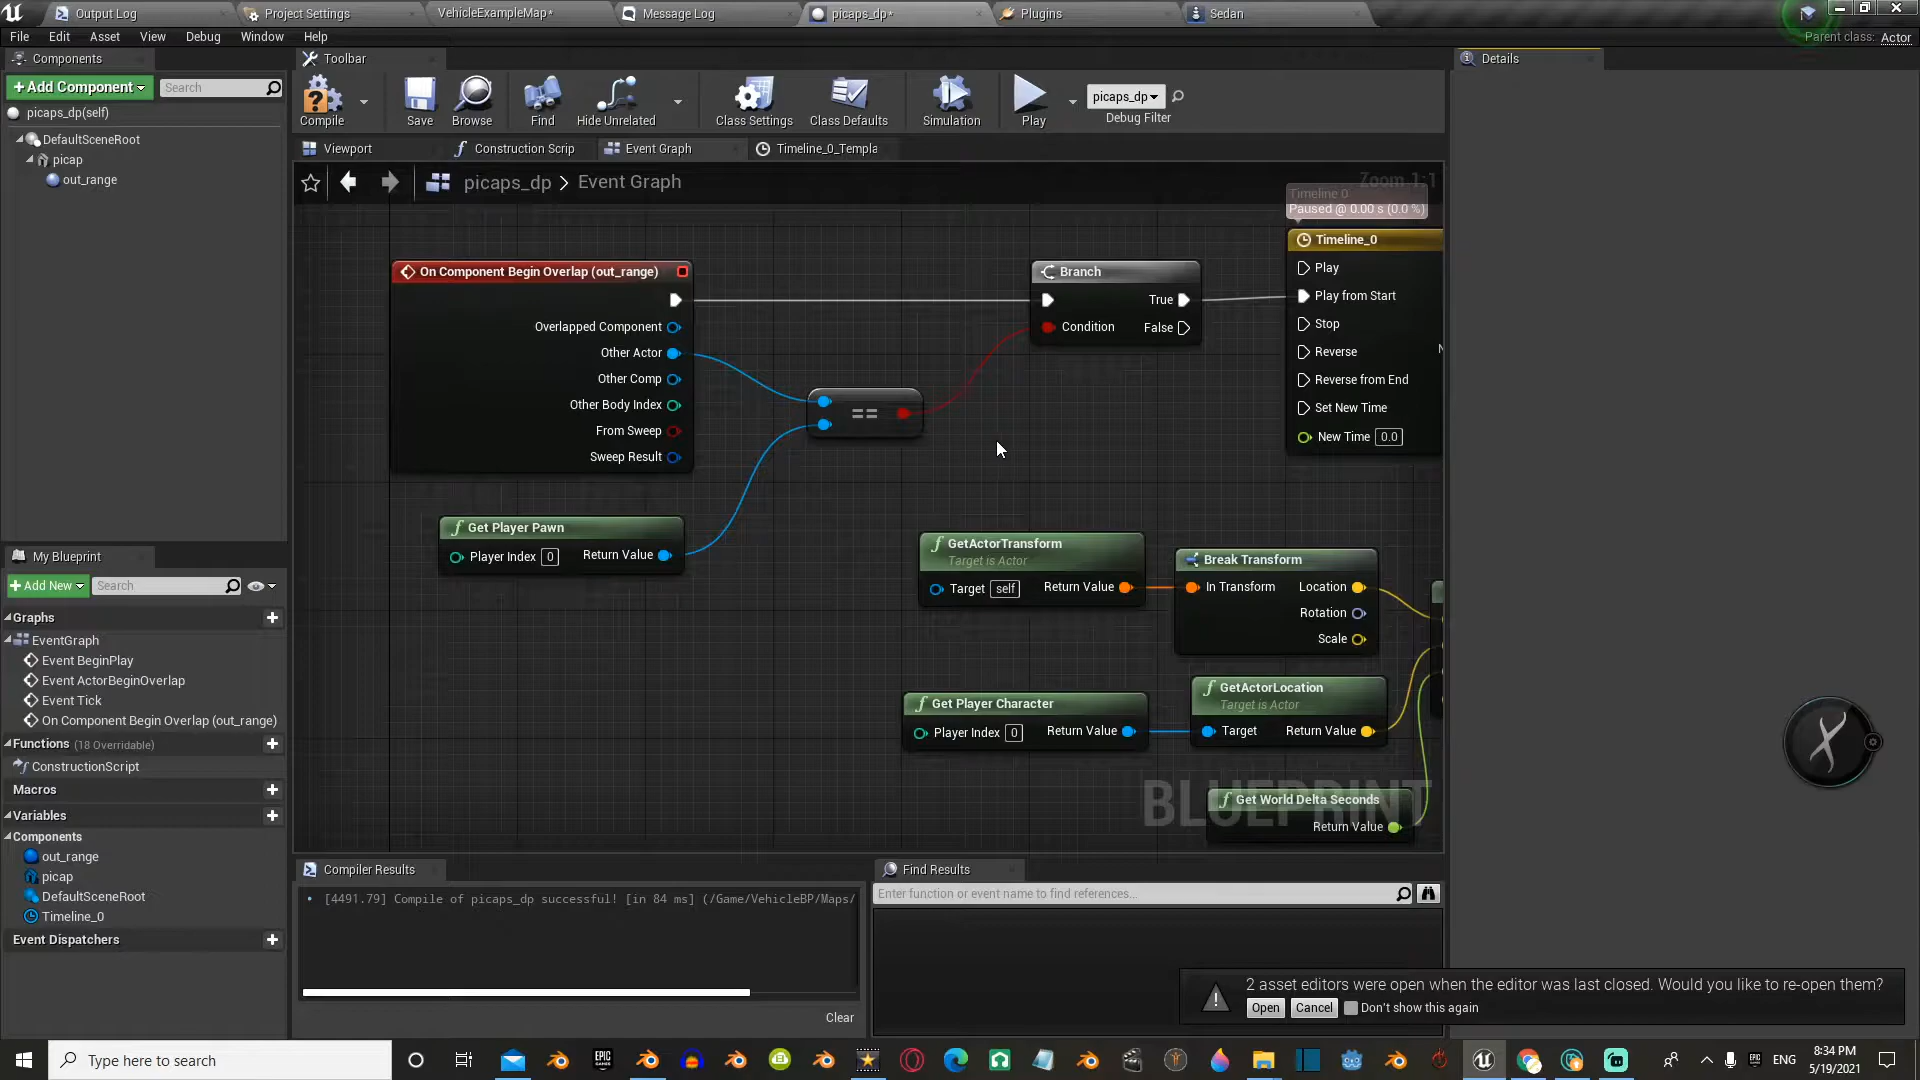 Output Log
Project Settings
VehicleExampleMap*
Message Log
picaps_dp*
Plugins
Sedan
File Edit Asset View Debug Window Help
Parent class: Actor
Components
Toolbar
Details
+Add Component
Search
picaps_dp(self)
DefaultSceneRoot
picap
out_range
Compile
Save
Browse
Find
Hide Unrelated
Class Settings
Class Defaults
Simulation
Play
picaps_dp
Debug Filter
Viewport
Construction Scrip
Event Graph
Timeline_0_Templa
picaps_dp > Event Graph
Zoom 1:1
Timeline 0
Paused @ 0.00 s (0.0 %)
On Component Begin Overlap (out_range)
Overlapped Component
Other Actor
Other Comp
Other Body Index
From Sweep
Sweep Result
==
Branch
True
Condition
False
Timeline_0
Play
Play from Start
Stop
Reverse
N
Reverse from End
Set New Time
New Time 0.0
Get Player Pawn
Player Index 0 Return Value
GetActorTransform
Target is Actor
Target self Return Value
Break Transform
In Transform Location
Rotation
Scale
Get Player Character
Player Index 0 Return Value
GetActorLocation
Target is Actor
Target Return Value
Get World Delta Seconds
Return Value
BLUEPRINT
My Blueprint
+Add New
Search
Graphs
EventGraph
Event BeginPlay
Event ActorBeginOverlap
Event Tick
On Component Begin Overlap (out_range)
Functions (18 Overridable)
ConstructionScript
Macros
Variables
Components
out_range
picap
DefaultSceneRoot
Timeline_0
Event Dispatchers
Compiler Results
[4491.79] Compile of picaps_dp successful! [in 84 ms] (/Game/VehicleBP/Maps/
Clear
Find Results
Enter function or event name to find references...
2 asset editors were open when the editor was last closed. Would you like to re-open them?
Open Cancel Don't show this again
Type here to search
EPIC
ENG
8:34 PM
5/19/2021